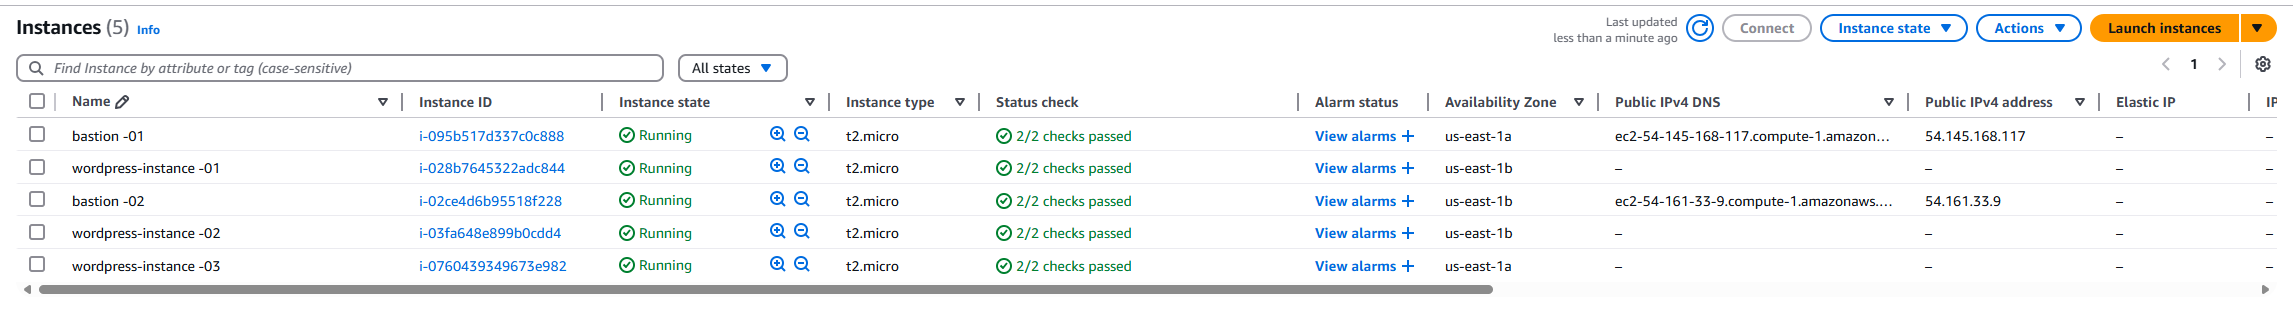 Instances (5) Info Last updated less than a minute ago Connect Instance state Actions Launch instances
Find Instance by attribute or tag (case-sensitive) All states 1
Name Instance ID Instance state Instance type Status check Alarm status Availability Zone Public IPv4 DNS Public IPv4 address Elastic IP IP
bastion -01 i-095b517d337c0c888 Running t2.micro 2/2 checks passed View alarms + us-east-1a ec2-54-145-168-117.compute-1.amazon… 54.145.168.117 – –
wordpress-instance -01 i-028b7645322adc844 Running t2.micro 2/2 checks passed View alarms + us-east-1b – – – –
bastion -02 i-02ce4d6b95518f228 Running t2.micro 2/2 checks passed View alarms + us-east-1b ec2-54-161-33-9.compute-1.amazonaws.… 54.161.33.9 – –
wordpress-instance -02 i-03fa648e899b0cdd4 Running t2.micro 2/2 checks passed View alarms + us-east-1b – – – –
wordpress-instance -03 i-0760439349673e982 Running t2.micro 2/2 checks passed View alarms + us-east-1a – – – –